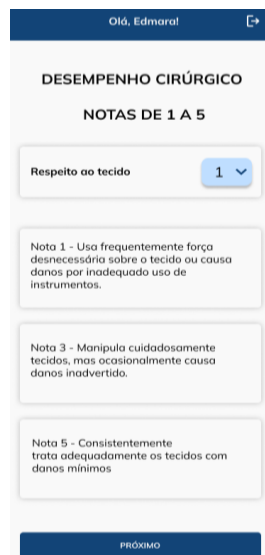 Olá, Edmara!
DESEMPENHO CIRÚRGICO
NOTAS DE 1 A 5
Respeito ao tecido 1
Nota 1 - Usa frequentemente força
desnecessária sobre o tecido ou causa
danos por inadequado uso de
instrumentos.
Nota 3 - Manipula cuidadosamente
tecidos, mas ocasionalmente causa
danos inadvertido.
Nota 5 - Consistentemente
trata adequadamente os tecidos com
danos mínimos
PRÓXIMO